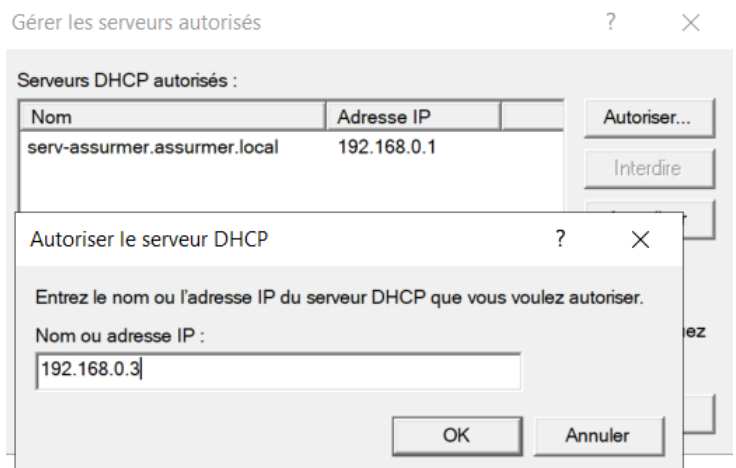 Gérer les serveurs autorisés ?
Serveurs DHCP autorisés :
Nom Adresse IP Autoriser...
serv-assurmer.assurmer.local 192.168.0.1
Interdire
Autoriser le serveur DHCP ?
Entrez le nom ou l'adresse IP du serveur DHCP que vous voulez autoriser.
Nom ou adresse IP :
192.168.0.3
OK Annuler